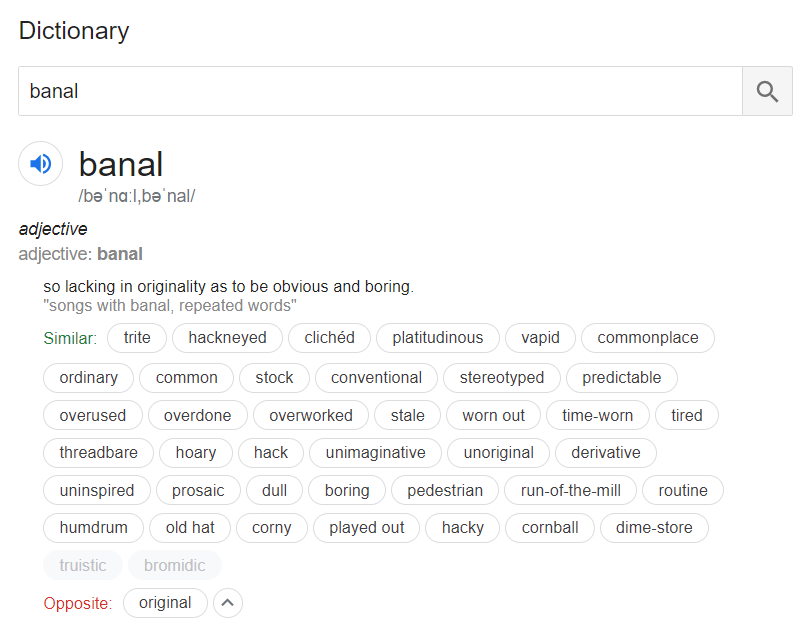 Dictionary
banal
banal
/bəˈnɑːl,bəˈnal/
adjective
adjective: banal
so lacking in originality as to be obvious and boring.
"songs with banal, repeated words"
Similar: trite hackneyed clichéd platitudinous vapid commonplace
ordinary common stock conventional stereotyped predictable
overused overdone overworked stale worn out time-worn tired
threadbare hoary hack unimaginative unoriginal derivative
uninspired prosaic dull boring pedestrian run-of-the-mill routine
humdrum old hat corny played out hacky cornball dime-store
truistic bromidic
Opposite: original